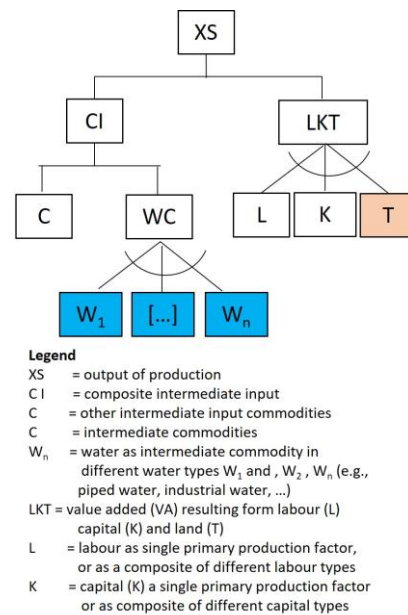 XS
CI
LKT
C
WC
L
K
T
W1
[...]
Wn
Legend
XS = output of production
C I = composite intermediate input
C = other intermediate input commodities
C = intermediate commodities
Wn = water as intermediate commodity in
different water types W1 and , W2 , Wn (e.g.,
piped water, industrial water, ...)
LKT = value added (VA) resulting form labour (L)
capital (K) and land (T)
L = labour as single primary production factor,
or as a composite of different labour types
K = capital (K) a single primary production factor
or as composite of different capital types